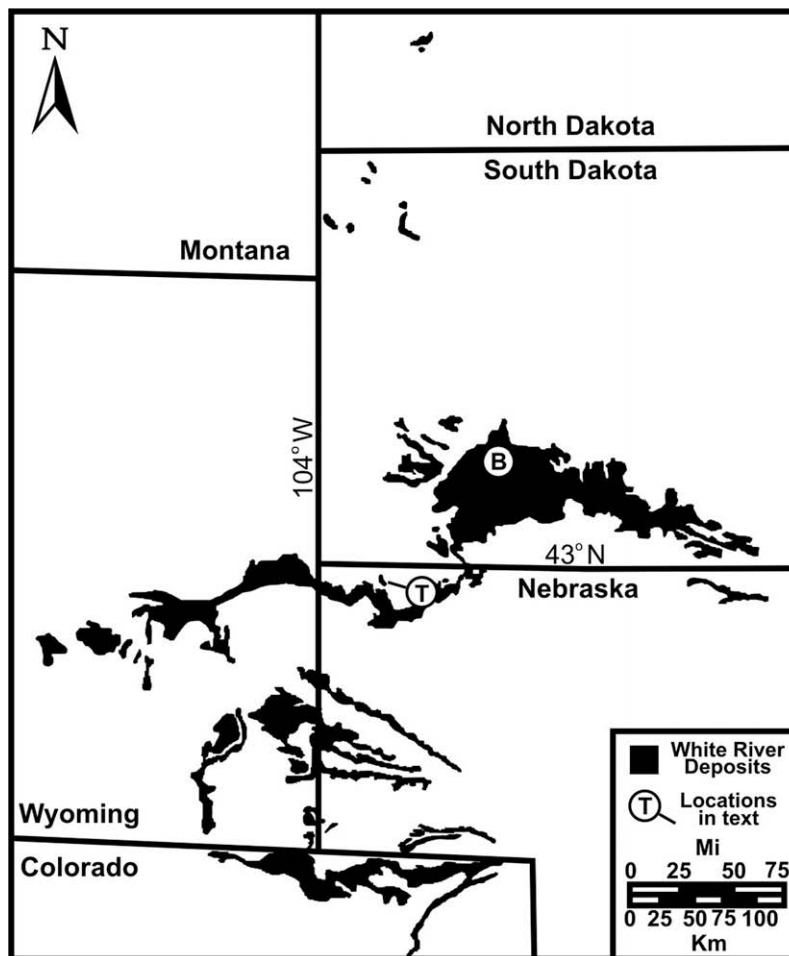 N
North Dakota
South Dakota
Montana
104°W
B
43°N
Nebraska
T
Wyoming
Colorado
White River
Deposits
T Locations
in text
Mi
0 25 50 75
0 25 50 75 100
Km